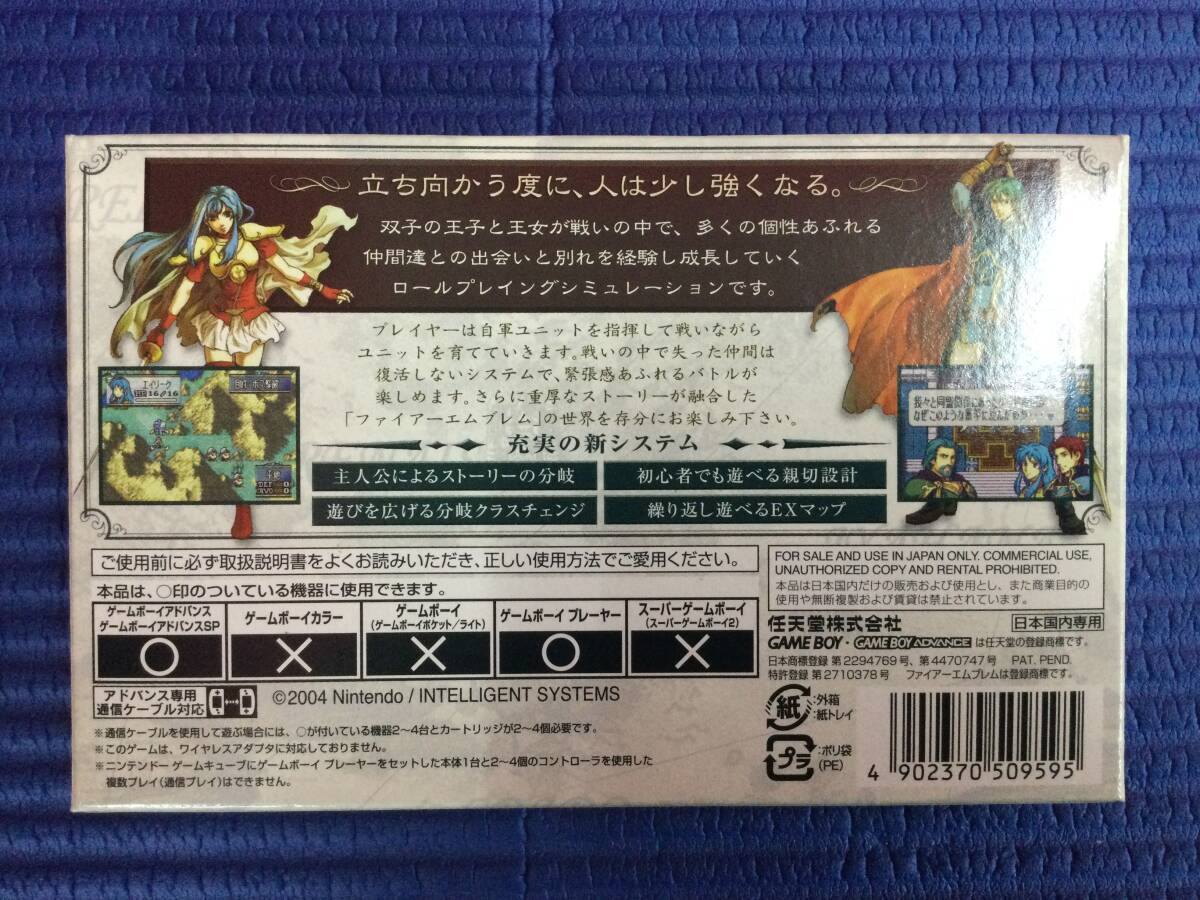 立ち向かう度に、人は少し強くなる。
双子の王子と王女が戦いの中で、多くの個性あふれる
仲間達との出会いと別れを経験し成長していく
ロールプレイングシミュレーションです。
プレイヤーは自軍ユニットを指揮して戦いながら
ユニットを育てていきます。戦いの中で失った仲間は
復活しないシステムで、緊張感あふれるバトルが
楽しめます。さらに重厚なストーリーが融合した
「ファイアーエムブレム」の世界を存分にお楽しみ下さい。
エイリーク
16/16
DEF 0
AVO 0
充実の新システム
主人公によるストーリーの分岐
初心者でも遊べる親切設計
遊びを広げる分岐クラスチェンジ
繰り返し遊べるEXマップ
ご使用前に必ず取扱説明書をよくお読みいただき、正しい使用方法でご愛用ください。
本品は、○印のついている機器に使用できます。
ゲームボーイアドバンス
ゲームボーイアドバンスSP
○
ゲームボーイカラー
×
ゲームボーイ
(ゲームボーイポケット/ライト)
×
ゲームボーイ プレーヤー
○
スーパーゲームボーイ
(スーパーゲームボーイ2)
×
アドバンス専用
通信ケーブル対応
©2004 Nintendo / INTELLIGENT SYSTEMS
※通信ケーブルを使用して遊ぶ場合には、○が付いている機器2~4台とカートリッジが2~4個必要です。
※このゲームは、ワイヤレスアダプタに対応しておりません。
※ニンテンドー ゲームキューブにゲームボーイ プレーヤーをセットした本体1台と2~4個のコントローラを使用した
複数プレイ(通信プレイ)はできません。
FOR SALE AND USE IN JAPAN ONLY. COMMERCIAL USE,
UNAUTHORIZED COPY AND RENTAL PROHIBITED.
本品は日本国内だけの販売および使用とし、また商業目的の
使用や無断複製および賃貸は禁止されています。
任天堂株式会社
日本国内専用
GAME BOY・GAME BOY ADVANCE は任天堂の登録商標です。
日本商標登録 第2294769号、第4470747号 PAT. PEND.
特許登録 第2710378号 ファイアーエムブレムは登録商標です。
紙
:外箱
:紙トレイ
プラ
:ポリ袋
(PE)
4 902370 509595